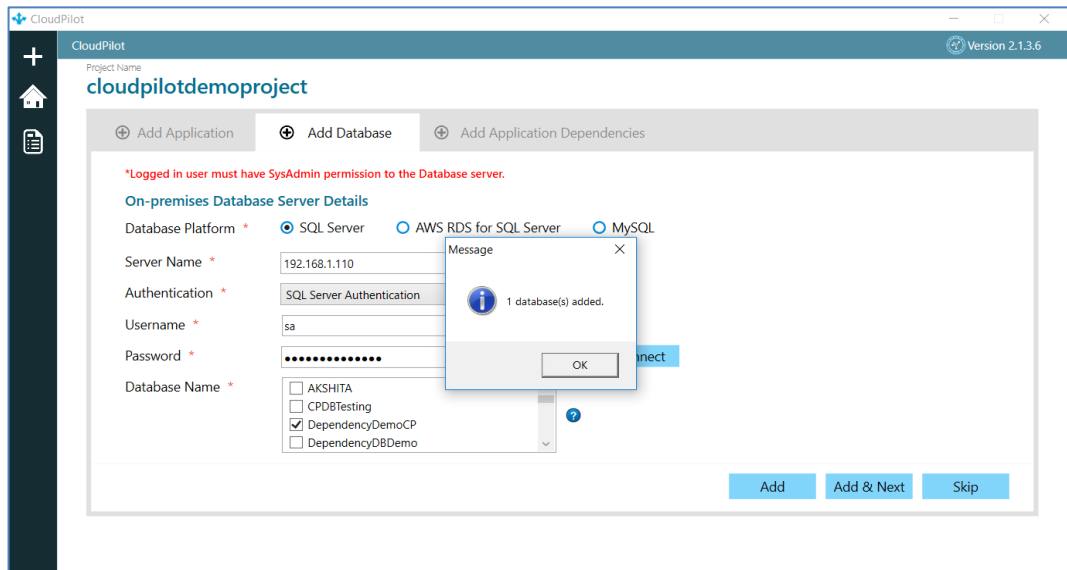 CloudPilot
CloudPilot
Version 2.1.3.6
Project Name
cloudpilotdemoproject
Add Application
Add Database
Add Application Dependencies
*Logged in user must have SysAdmin permission to the Database server.
On-premises Database Server Details
Database Platform * SQL Server AWS RDS for SQL Server MySQL
Message
Server Name * 192.168.1.110
1 database(s) added.
Authentication * SQL Server Authentication
Username * sa
Password * ••••••••••••••
nnect
OK
Database Name * AKSHITA
CPDBTesting
DependencyDemoCP
DependencyDBDemo
Add
Add & Next
Skip